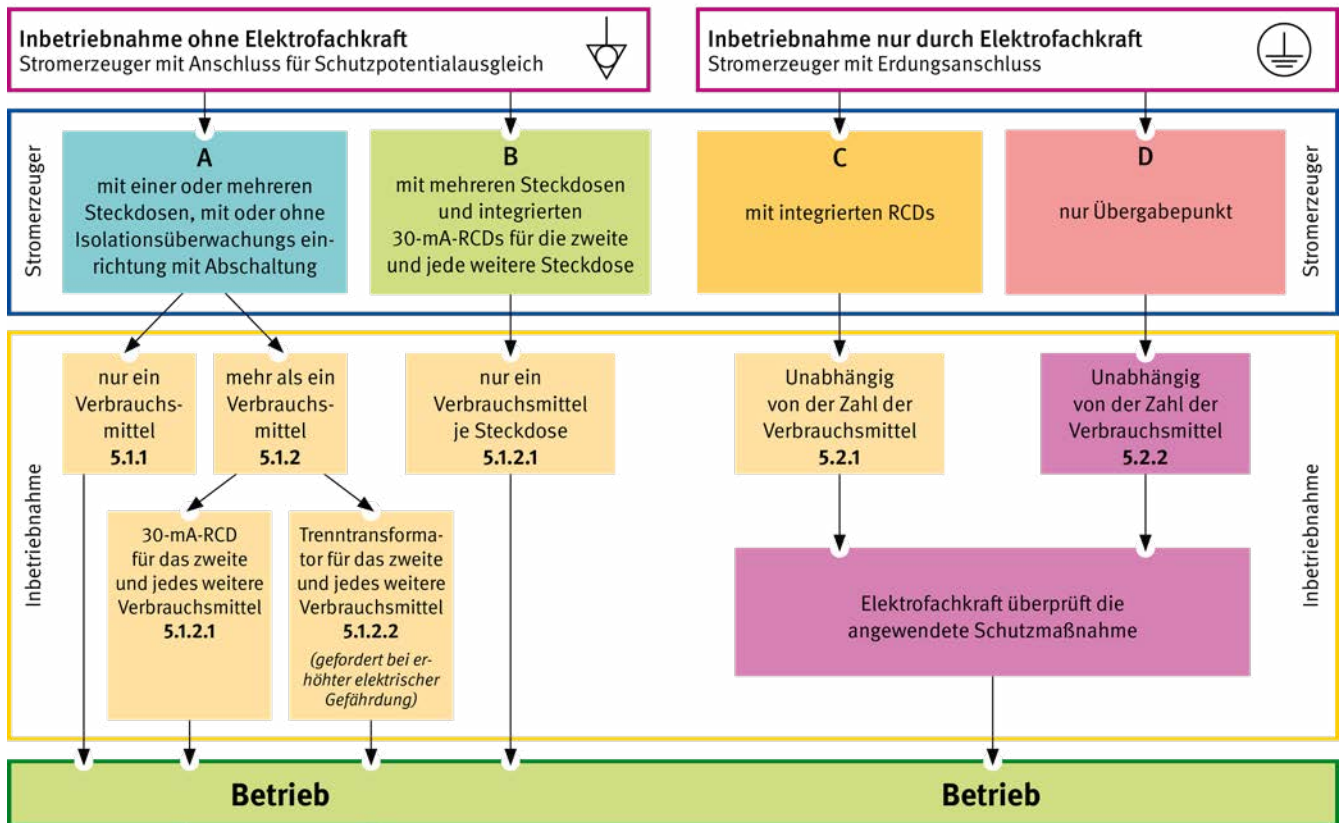 Inbetriebnahme ohne Elektrofachkraft
Stromerzeuger mit Anschluss für Schutzpotentialausgleich
Inbetriebnahme nur durch Elektrofachkraft
Stromerzeuger mit Erdungsanschluss
Stromerzeuger
A
mit einer oder mehreren
Steckdosen, mit oder ohne
Isolationsüberwachungs ein-
richtung mit Abschaltung
B
mit mehreren Steckdosen
und integrierten
30-mA-RCDs für die zweite
und jede weitere Steckdose
C
mit integrierten RCDs
D
nur Übergabepunkt
Stromerzeuger
Inbetriebnahme
nur ein
Verbrauchs-
mittel
5.1.1
mehr als ein
Verbrauchs-
mittel
5.1.2
nur ein
Verbrauchsmittel
je Steckdose
5.1.2.1
Unabhängig
von der Zahl der
Verbrauchsmittel
5.2.1
Unabhängig
von der Zahl der
Verbrauchsmittel
5.2.2
Inbetriebnahme
30-mA-RCD
für das zweite
und jedes weitere
Verbrauchsmittel
5.1.2.1
Trenntransforma-
tor für das zweite
und jedes weitere
Verbrauchsmittel
5.1.2.2
(gefordert bei er-
höhter elektrischer
Gefährdung)
Elektrofachkraft überprüft die
angewendete Schutzmaßnahme
Betrieb
Betrieb